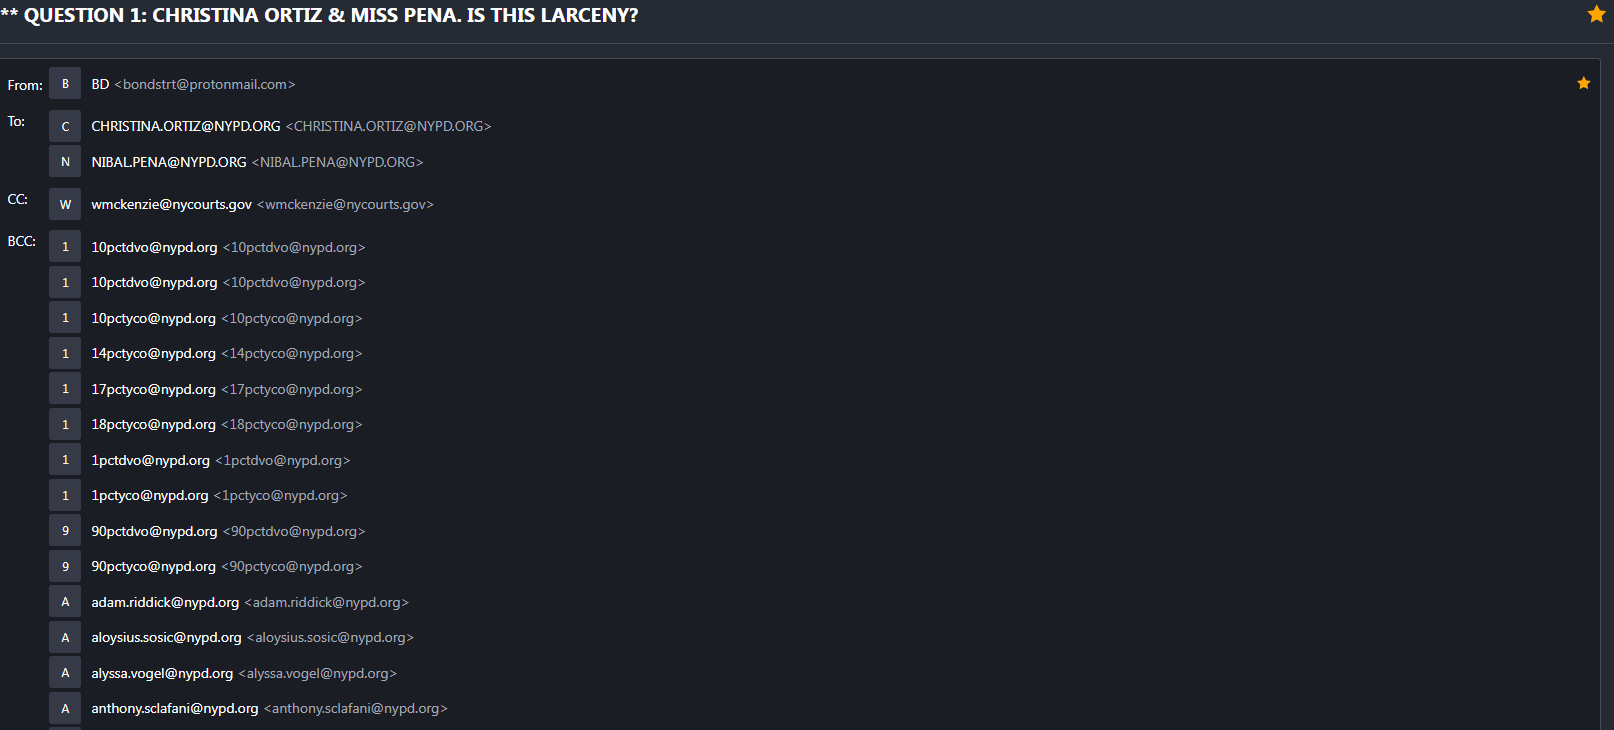 ** QUESTION 1: CHRISTINA ORTIZ & MISS PENA. IS THIS LARCENY?
From: B BD <bondstrt@protonmail.com>
To: C CHRISTINA.ORTIZ@NYPD.ORG <CHRISTINA.ORTIZ@NYPD.ORG>
N NIBAL.PENA@NYPD.ORG <NIBAL.PENA@NYPD.ORG>
CC: W wmckenzie@nycourts.gov <wmckenzie@nycourts.gov>
BCC: 1 10pctdvo@nypd.org <10pctdvo@nypd.org>
1 10pctdvo@nypd.org <10pctdvo@nypd.org>
1 10pctyco@nypd.org <10pctyco@nypd.org>
1 14pctyco@nypd.org <14pctyco@nypd.org>
1 17pctyco@nypd.org <17pctyco@nypd.org>
1 18pctyco@nypd.org <18pctyco@nypd.org>
1 1pctdvo@nypd.org <1pctdvo@nypd.org>
1 1pctyco@nypd.org <1pctyco@nypd.org>
9 90pctdvo@nypd.org <90pctdvo@nypd.org>
9 90pctyco@nypd.org <90pctyco@nypd.org>
A adam.riddick@nypd.org <adam.riddick@nypd.org>
A aloysius.sosic@nypd.org <aloysius.sosic@nypd.org>
A alyssa.vogel@nypd.org <alyssa.vogel@nypd.org>
A anthony.sclafani@nypd.org <anthony.sclafani@nypd.org>